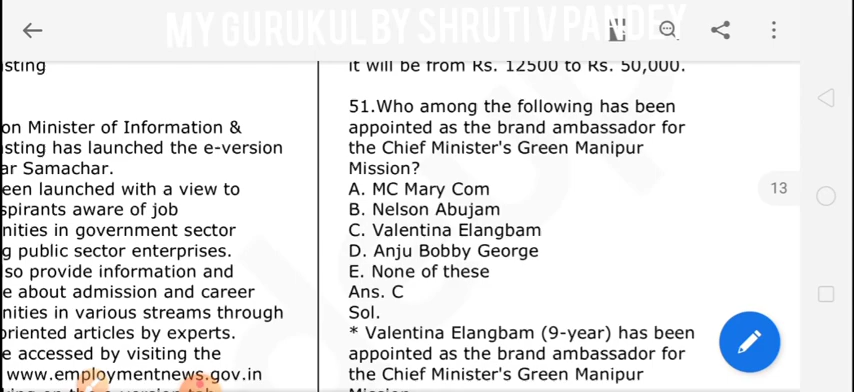 MY GURUKUL BY SHRUTI V PANDEY
asting
on Minister of Information &
asting has launched the e-version
ar Samachar.
een launched with a view to
spirants aware of job
nities in government sector
g public sector enterprises.
so provide information and
e about admission and career
nities in various streams through
oriented articles by experts.
e accessed by visiting the
www.employmentnews.gov.in
it will be from Rs. 12500 to Rs. 50,000.
51.Who among the following has been
appointed as the brand ambassador for
the Chief Minister's Green Manipur
Mission?
A. MC Mary Com
B. Nelson Abujam
C. Valentina Elangbam
D. Anju Bobby George
E. None of these
Ans. C
Sol.
* Valentina Elangbam (9-year) has been
appointed as the brand ambassador for
the Chief Minister's Green Manipur
Mission.
13